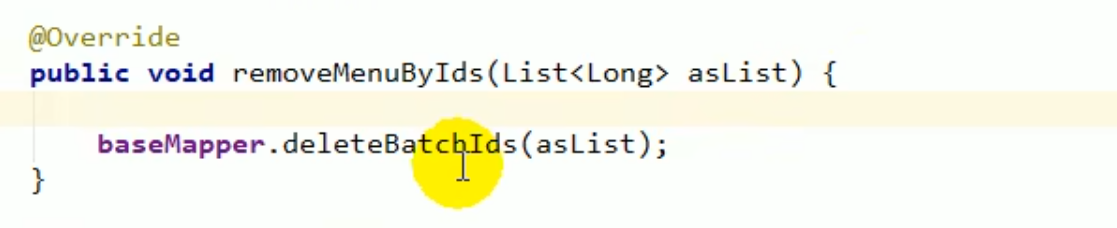 @Override
public void removeMenuByIds(List<Long> asList) {
baseMapper.deleteBatchIds(asList);
}